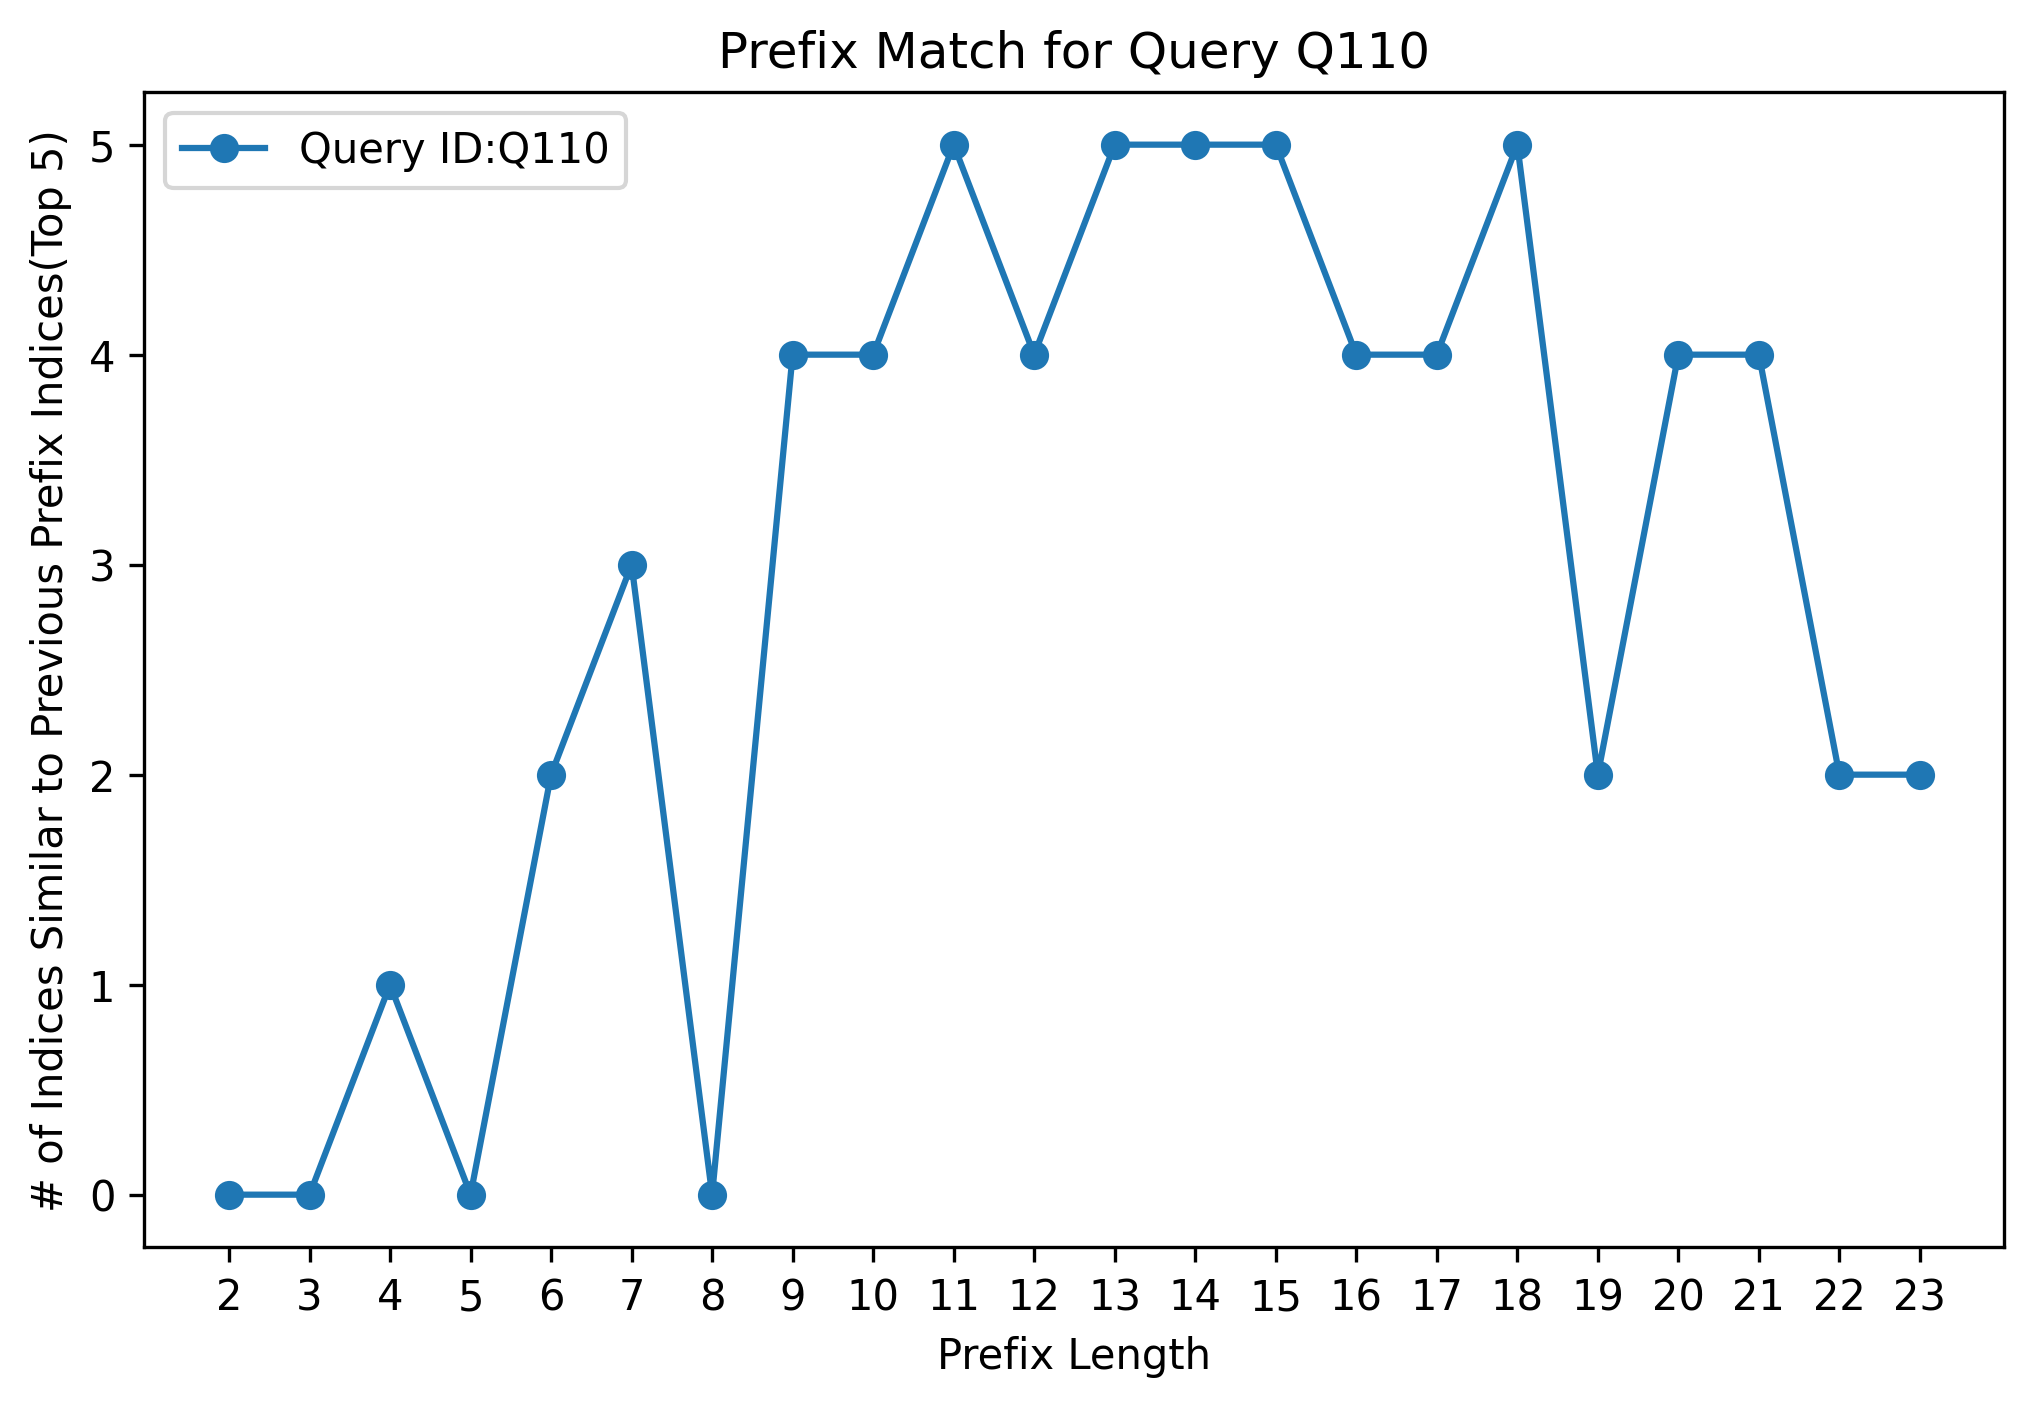 Prefix Match for Query Q110
Query ID:Q110
# of Indices Similar to Previous Prefix Indices(Top 5)
5
4
3
2
1
0
2 3 4 5 6 7 8 9 10 11 12 13 14 15 16 17 18 19 20 21 22 23
Prefix Length